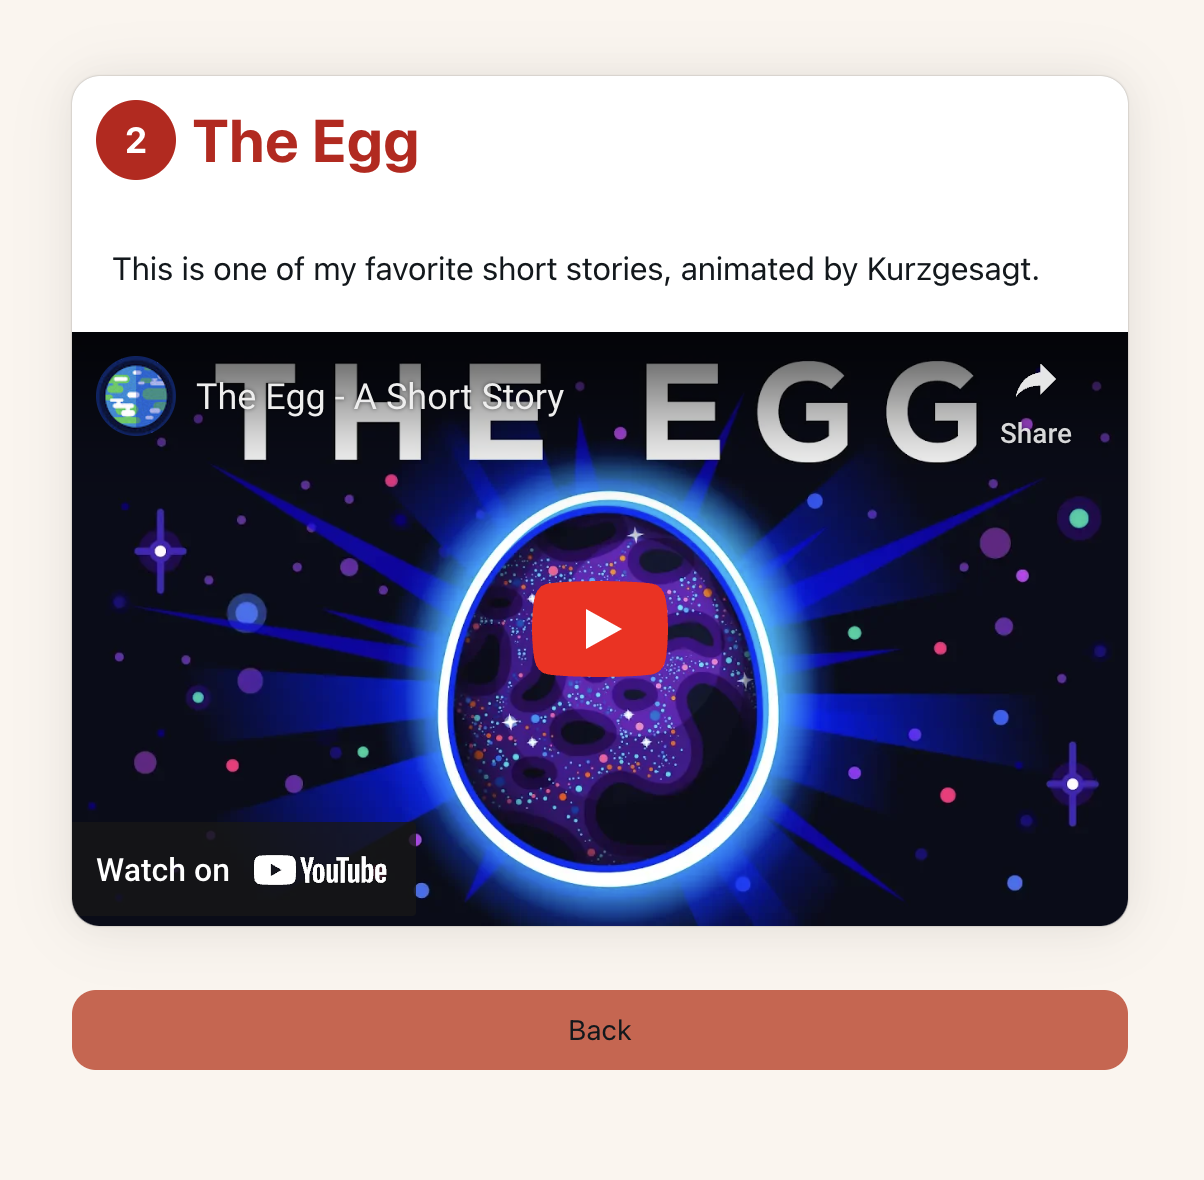 2
The Egg
This is one of my favorite short stories, animated by Kurzgesagt.
THE EGG
The Egg - A Short Story
Share
Watch on YouTube
Back